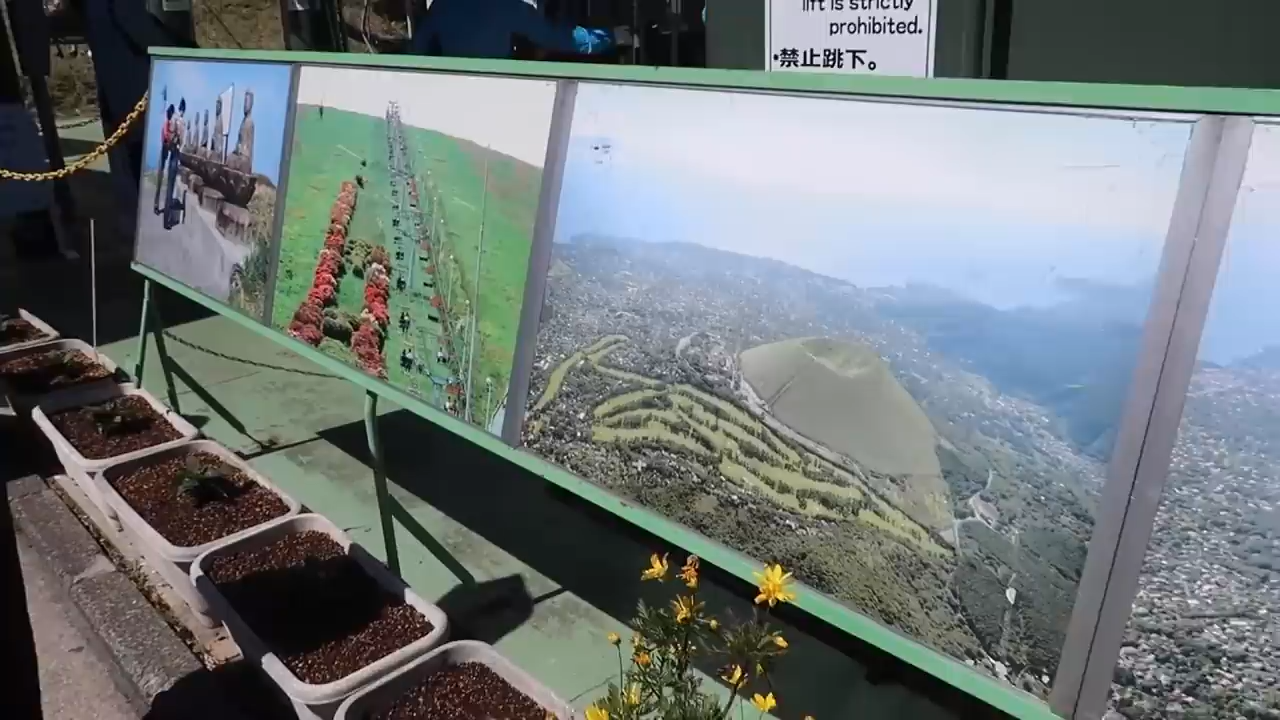 lift is strictly
prohibited.
・禁止跳下。